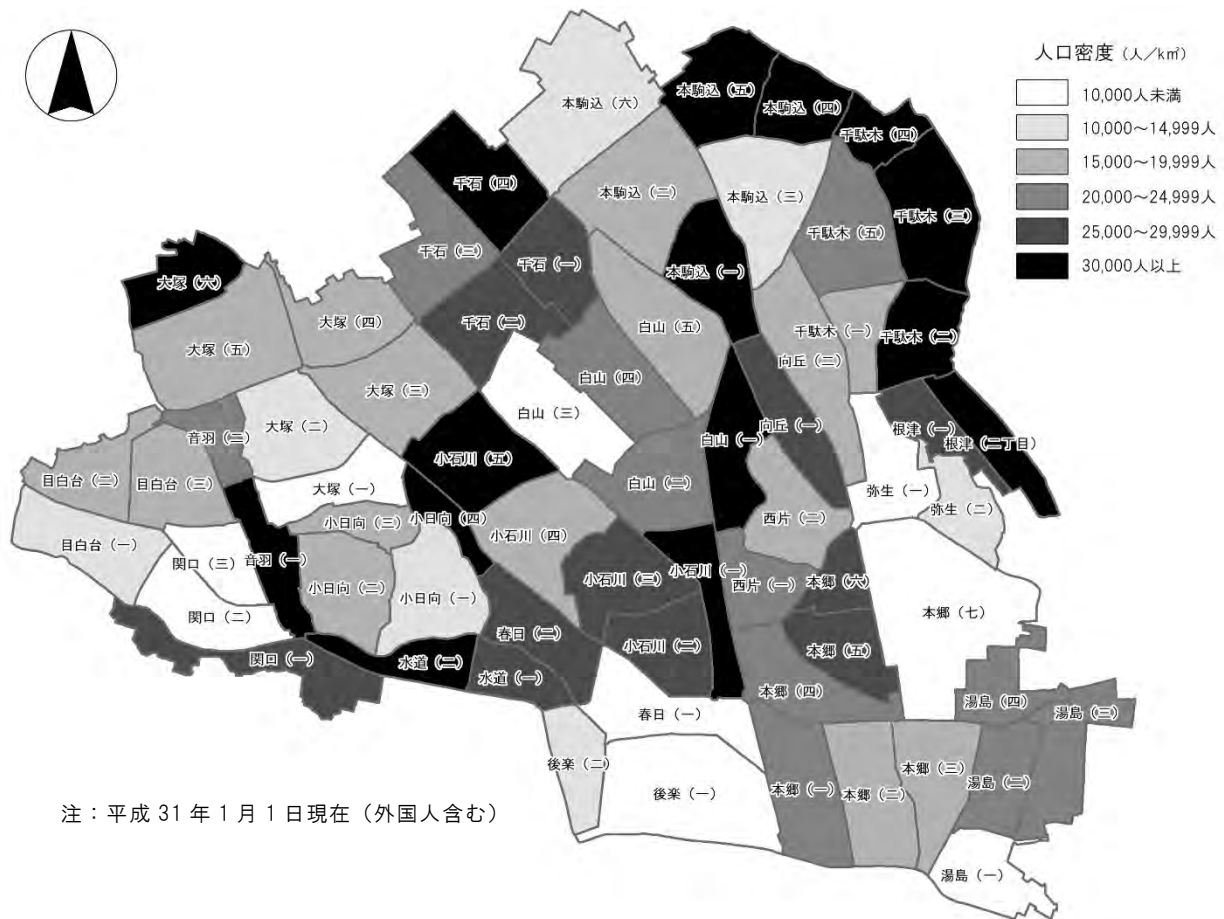 人口密度（人／k㎡）
10,000人未満
10,000～14,999人
15,000～19,999人
20,000～24,999人
25,000～29,999人
30,000人以上
本駒込（六）
本駒込（五）
本駒込（四）
千駄木（四）
千石（四）
本駒込（二）
本駒込（三）
千駄木（三）
千駄木（五）
千石（三）
千石（一）
本駒込（一）
大塚（六）
千石（二）
大塚（四）
白山（五）
千駄木（一）
千駄木（二）
大塚（五）
向丘（二）
大塚（三）
白山（四）
白山（三）
大塚（二）
音羽（二）
向丘（一）
根津（一）
根津（二丁目）
白山（一）
小石川（五）
目白台（二）
目白台（三）
大塚（一）
白山（二）
弥生（一）
弥生（二）
西片（二）
小日向（三）
小日向（四）
小石川（四）
目白台（一）
関口（三）
音羽（一）
小石川（三）
小石川（一）
西片（一）
本郷（六）
小日向（二）
小日向（一）
関口（二）
本郷（七）
春日（二）
小石川（二）
本郷（五）
関口（一）
水道（二）
水道（一）
本郷（四）
湯島（四）
湯島（三）
春日（一）
後楽（二）
本郷（三）
後楽（一）
本郷（一）
本郷（二）
湯島（二）
湯島（一）
注：平成31年1月1日現在（外国人含む）